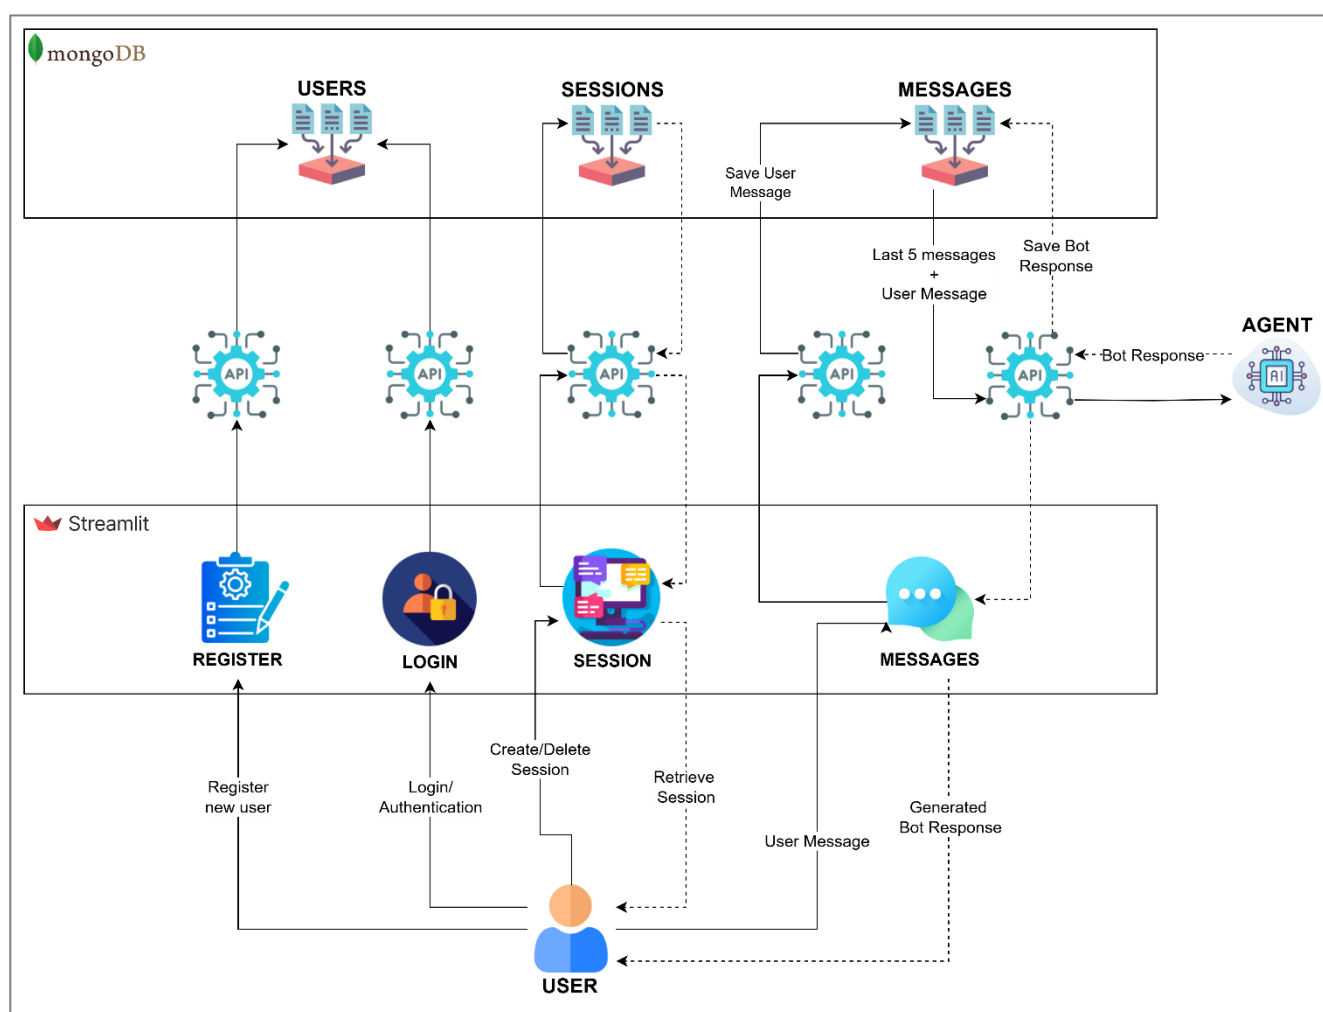 mongoDB
USERS
SESSIONS
MESSAGES
Save User
Message
Last 5 messages
+
User Message
Save Bot
Response
AGENT
API
API
API
API
API
Bot Response
AI
Streamlit
REGISTER
LOGIN
SESSION
MESSAGES
Create/Delete
Session
Register
new user
Login/
Authentication
Retrieve
Session
User Message
Generated
Bot Response
USER